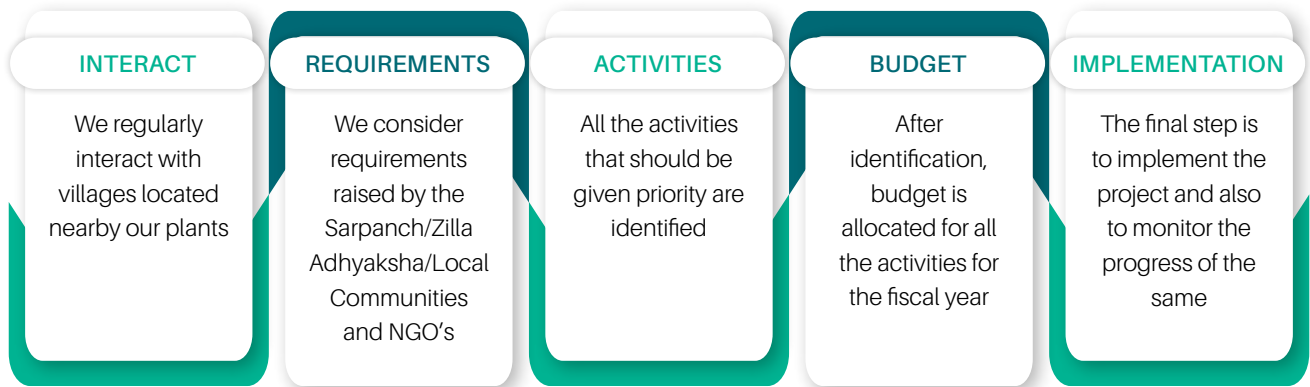 INTERACT
We regularly
interact with
villages located
nearby our plants
REQUIREMENTS
We consider
requirements
raised by the
Sarpanch/Zilla
Adhyaksha/Local
Communities
and NGO’s
ACTIVITIES
All the activities
that should be
given priority are
identified
BUDGET
After
identification,
budget is
allocated for all
the activities for
the fiscal year
IMPLEMENTATION
The final step is
to implement the
project and also
to monitor the
progress of the
same